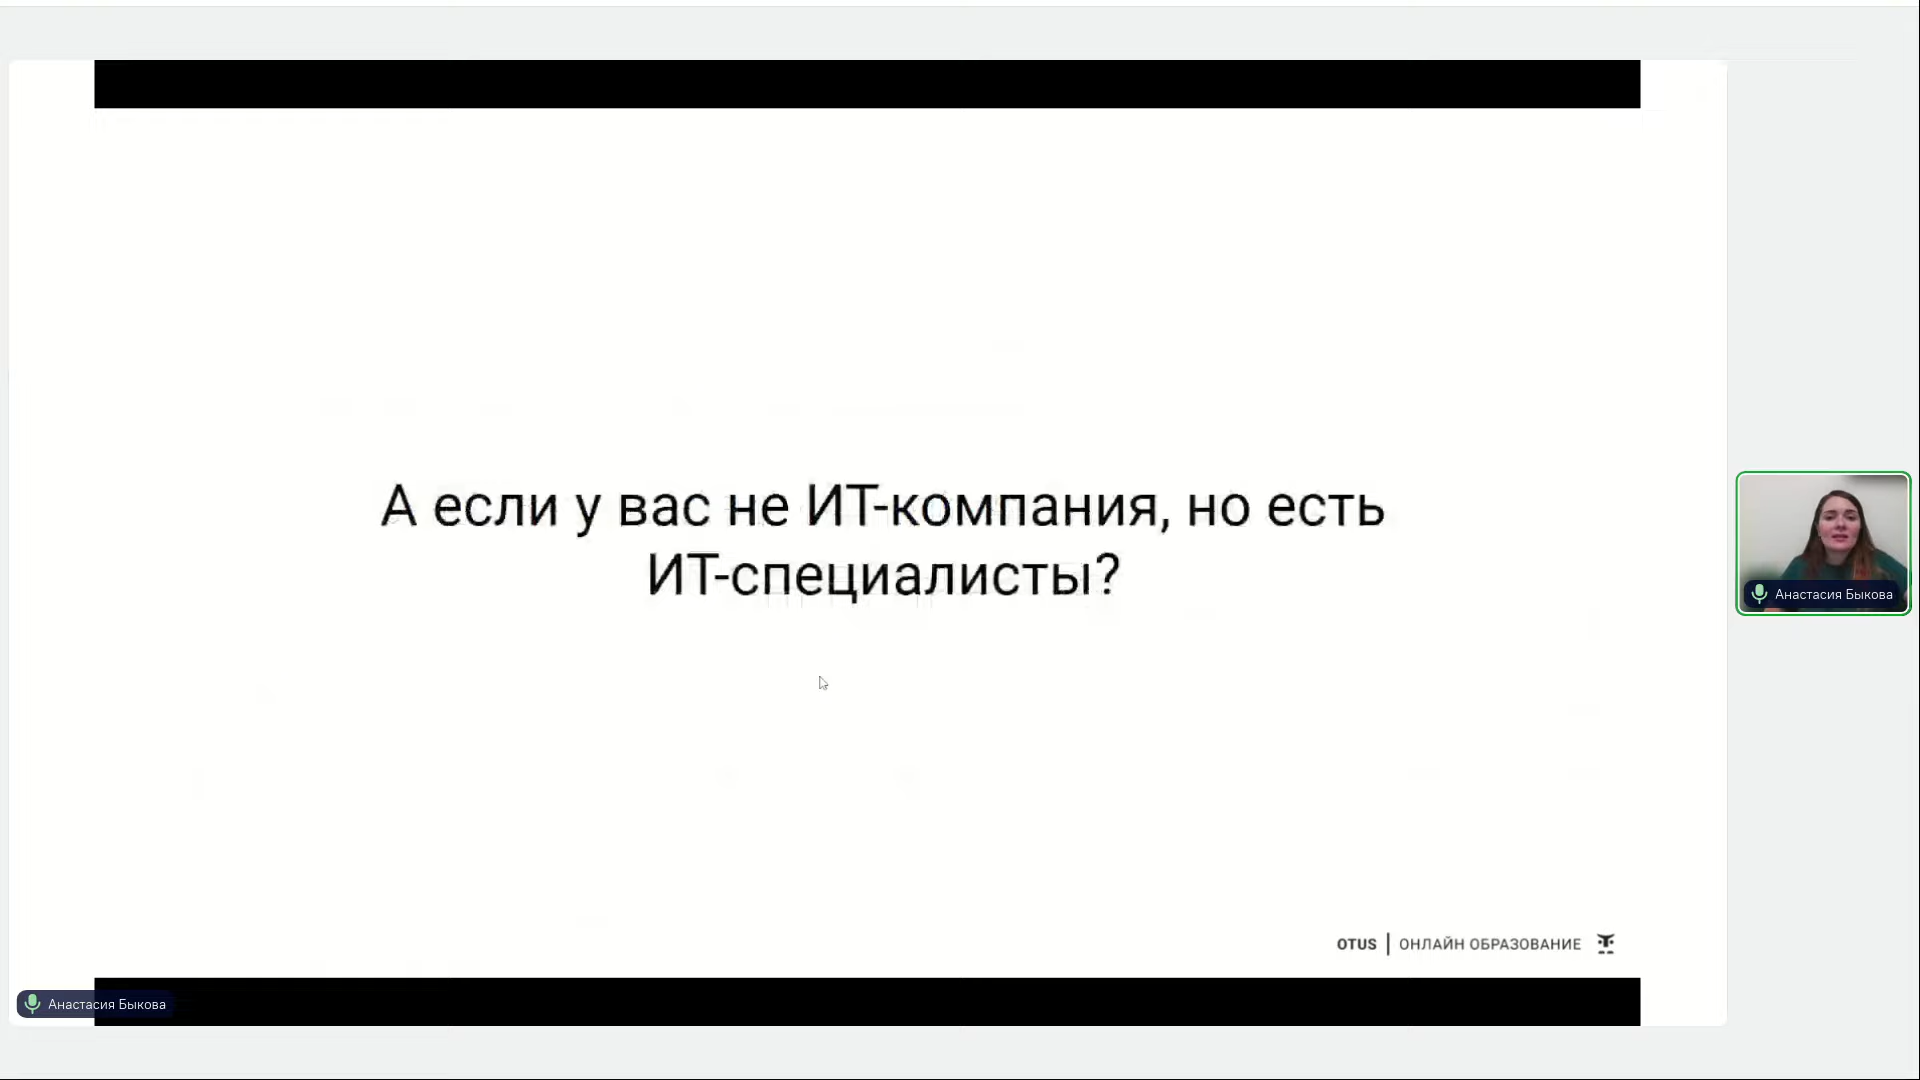 А если у вас не ИТ-компания, но есть
ИТ-специалисты?
Анастасия Быкова
OTUS | ОНЛАЙН ОБРАЗОВАНИЕ
Анастасия Быкова